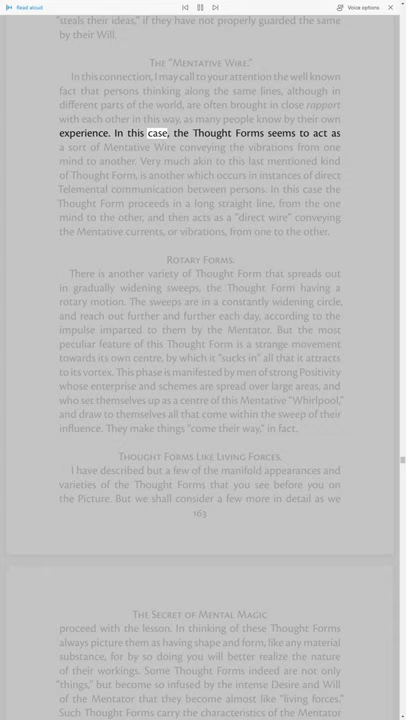 Read aloud
Voice options
"steals their ideas," if they have not properly guarded the same
by their Will.
The "Mentative Wire."
In this connection, I may call to your attention the well known
fact that persons thinking along the same lines, although in
different parts of the world, are often brought in close rapport
with each other in this way, as many people know by their own
experience. In this case, the Thought Forms seems to act as
a sort of Mentative Wire conveying the vibrations from one
mind to another. Very much akin to this last mentioned kind
of Thought Form, is another which occurs in instances of direct
Telemental communication between persons. In this case the
Thought Form proceeds in a long straight line, from the one
mind to the other, and then acts as a "direct wire" conveying
the Mentative currents, or vibrations, from one to the other.
Rotary Forms.
There is another variety of Thought Form that spreads out
in gradually widening sweeps, the Thought Form having a
rotary motion. The sweeps are in a constantly widening circle,
and reach out further and further each day, according to the
impulse imparted to them by the Mentator. But the most
peculiar feature of this Thought Form is a strange movement
towards its own centre, by which it "sucks in" all that it attracts
to its vortex. This phase is manifested by men of strong Positivity
whose enterprise and schemes are spread over large areas, and
who set themselves up as a centre of this Mentative "Whirlpool,"
and draw to themselves all that come within the sweep of their
influence. They make things "come their way," in fact.
Thought Forms Like Living Forces.
I have described but a few of the manifold appearances and
varieties of the Thought Forms that you see before you on
the Picture. But we shall consider a few more in detail as we
163
The Secret of Mental Magic
proceed with the lesson. In thinking of these Thought Forms
always picture them as having shape and form, like any material
substance, for by so doing you will better realize the nature
of their workings. Some Thought Forms indeed are not only
"things," but become so infused by the intense Desire and Will
of the Mentator that they become almost like "living forces."
Such Thought Forms carry the characteristics of the Mentator